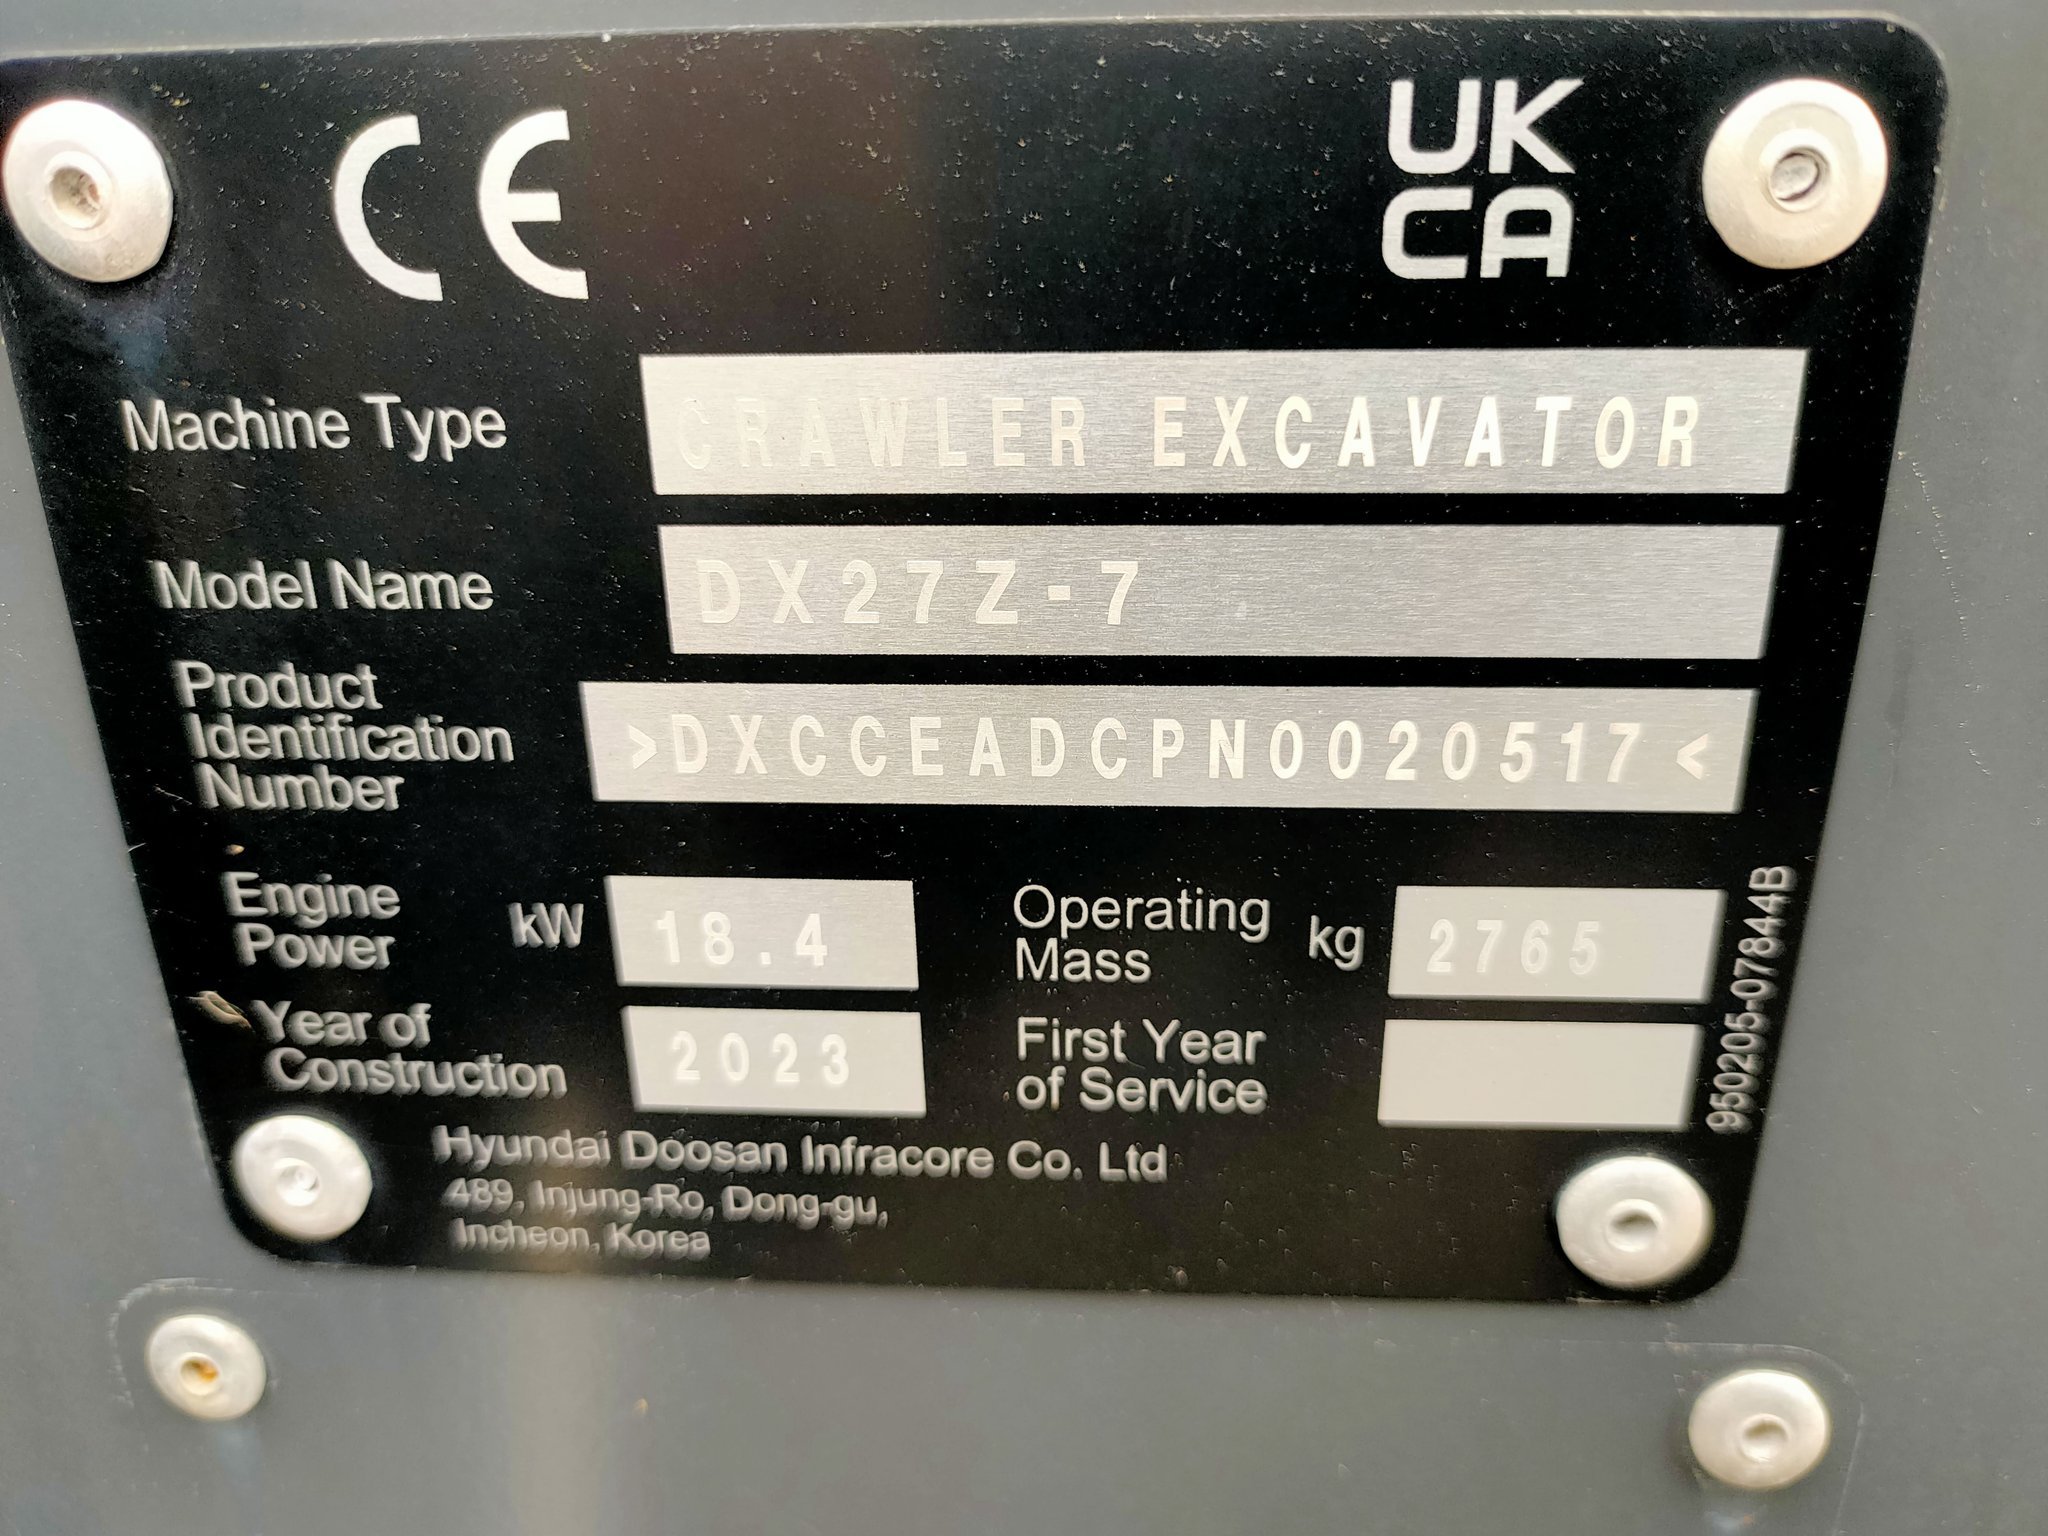 CE
UK
CA
Machine Type CRAWLER EXCAVATOR
Model Name DX27Z-7
Product
Identification
Number >DXCCEADCPN0020517<
Engine
Power kW 18.4
Operating
Mass kg 2765
Year of
Construction 2023
First Year
of Service
Hyundai Doosan Infracore Co. Ltd
489, Injung-Ro, Dong-gu,
Incheon, Korea
950205-07844B